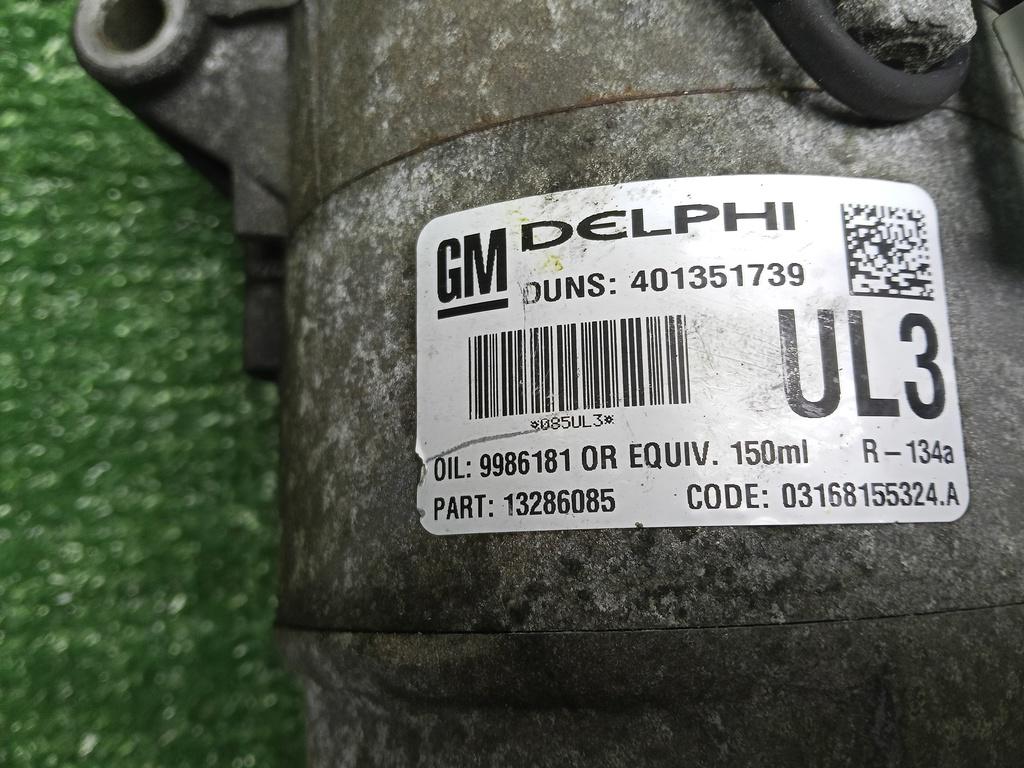 GM DELPHI
DUNS: 401351739
UL3
*085UL3*
OIL: 9986181 OR EQUIV. 150ml R-134a
PART: 13286085 CODE: 03168155324.A